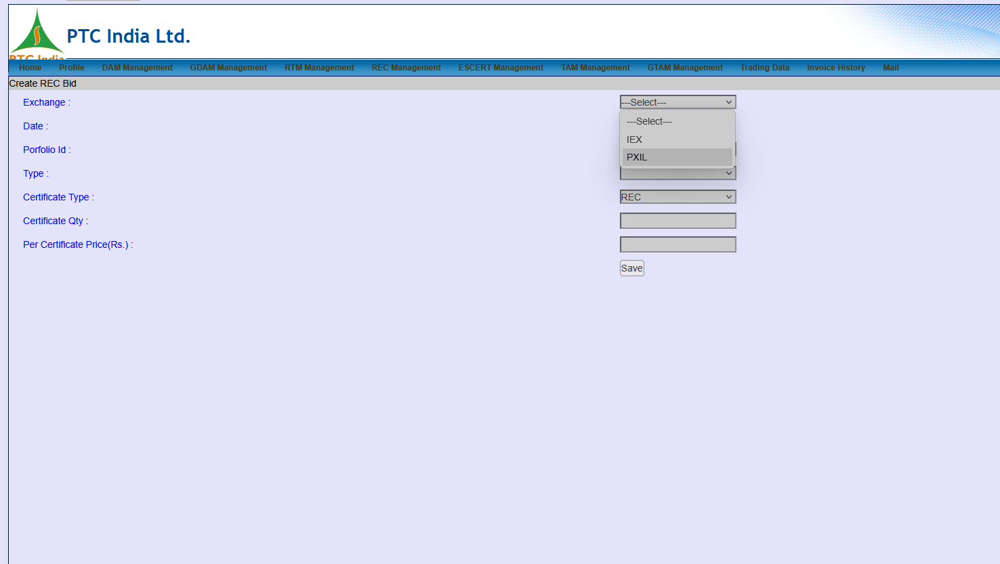 PTC India Ltd.
PTC India
Home Profile DAM Management GDAM Management RTM Management REC Management ESCERT Management TAM Management GTAM Management Trading Data Invoice History Mail
Create REC Bid
Exchange : ---Select---
---Select---
IEX
PXIL
Date :
Porfolio Id :
Type :
Certificate Type : REC
Certificate Qty :
Per Certificate Price(Rs.) :
Save